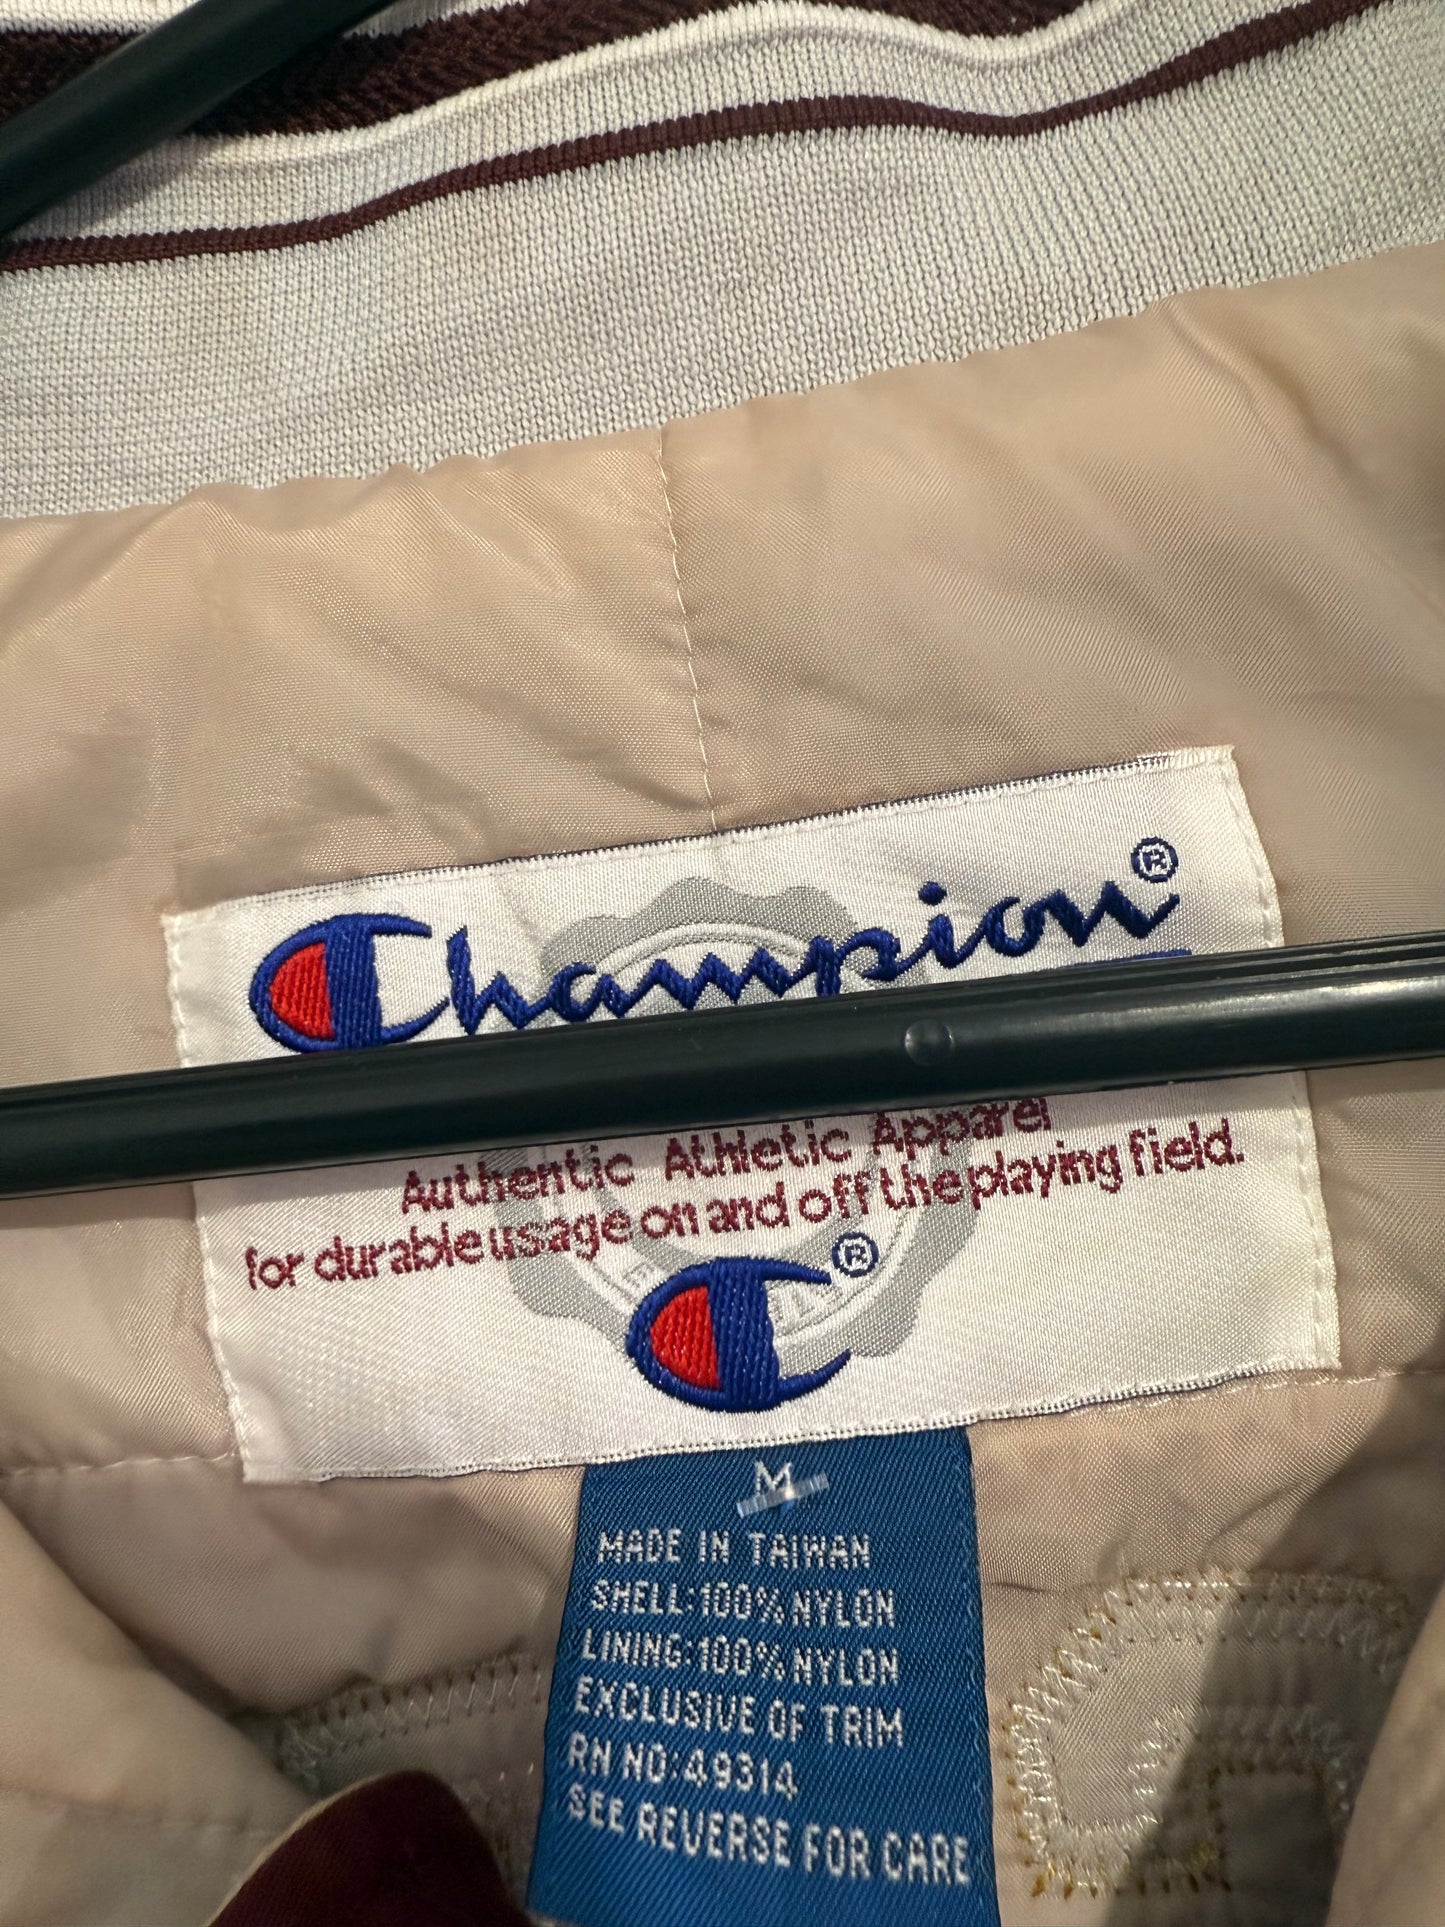 Champion®
Authentic Athletic Apparel
for durable usage on and off the playing field.
®
M
MADE IN TAIWAN
SHELL:100% NYLON
LINING:100% NYLON
EXCLUSIVE OF TRIM
RN NO:49314
SEE REVERSE FOR CARE